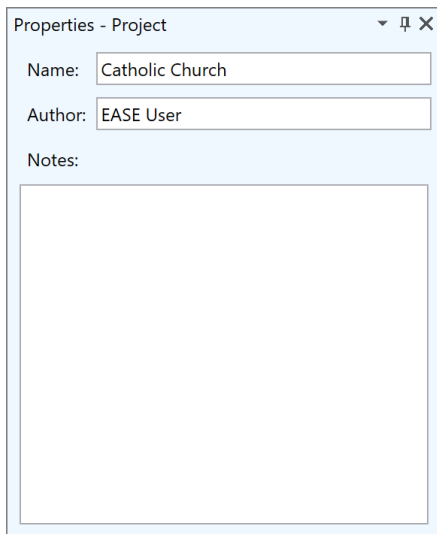 Properties - Project
Name: Catholic Church
Author: EASE User
Notes: